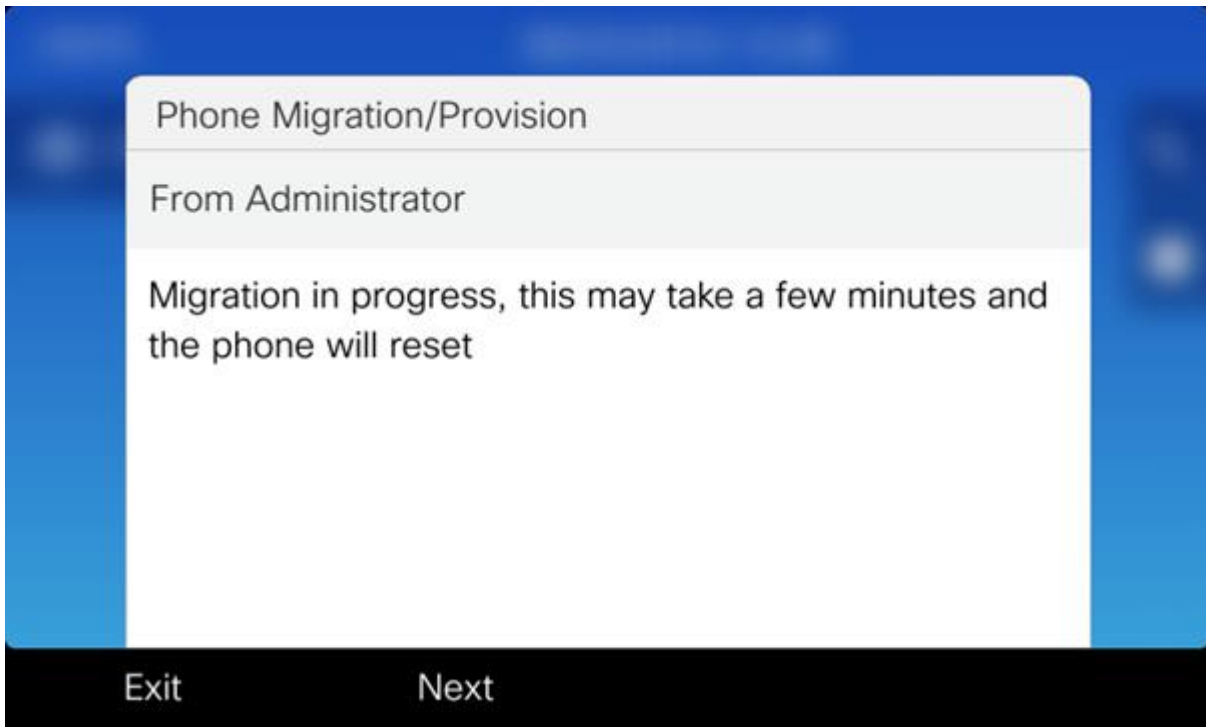 Phone Migration/Provision
From Administrator
Migration in progress, this may take a few minutes and
the phone will reset
Exit
Next